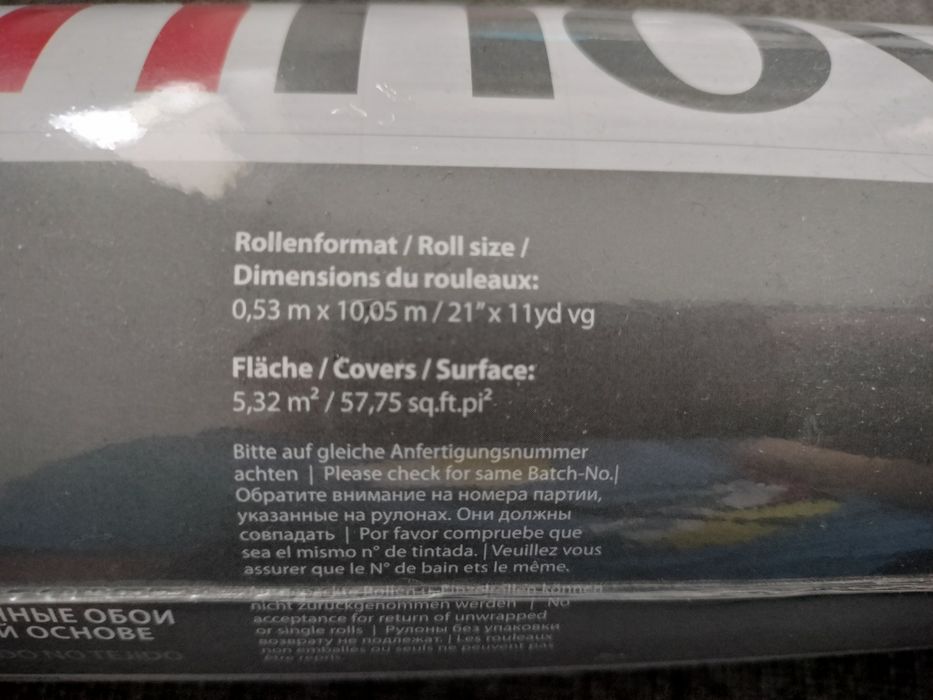 Rollenformat / Roll size /
Dimensions du rouleaux:
0,53 m x 10,05 m / 21” x 11yd vg
Fläche / Covers / Surface:
5,32 m² / 57,75 sq.ft.pi²
Bitte auf gleiche Anfertigungsnummer
achten | Please check for same Batch-No.|
Обратите внимание на номера партии,
указанные на рулонах. Они должны
совпадать | Por favor compruebe que
sea el mismo n° de tintada. | Veuillez vous
assurer que le N° de bain ets le même.
können
nicht zurückgenommen werden | No
acceptance for return of unwrapped
or single rolls | Рулоны без упаковки
возврату не подлежат. | Les rouleaux
non emballés ou seuls ne peuvent pas
être repris.
ННЫЕ ОБОИ
Й ОСНОВЕ
DO NO TEJIDO